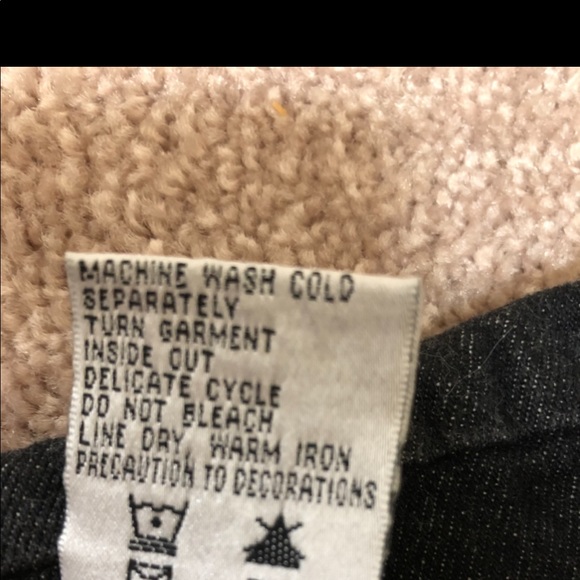 MACHINE WASH COLD
SEPARATELY
TURN GARMENT
INSIDE OUT
DELICATE CYCLE
DO NOT BLEACH
LINE DRY, WARM IRON
PRECAUTION TO DECORATIONS